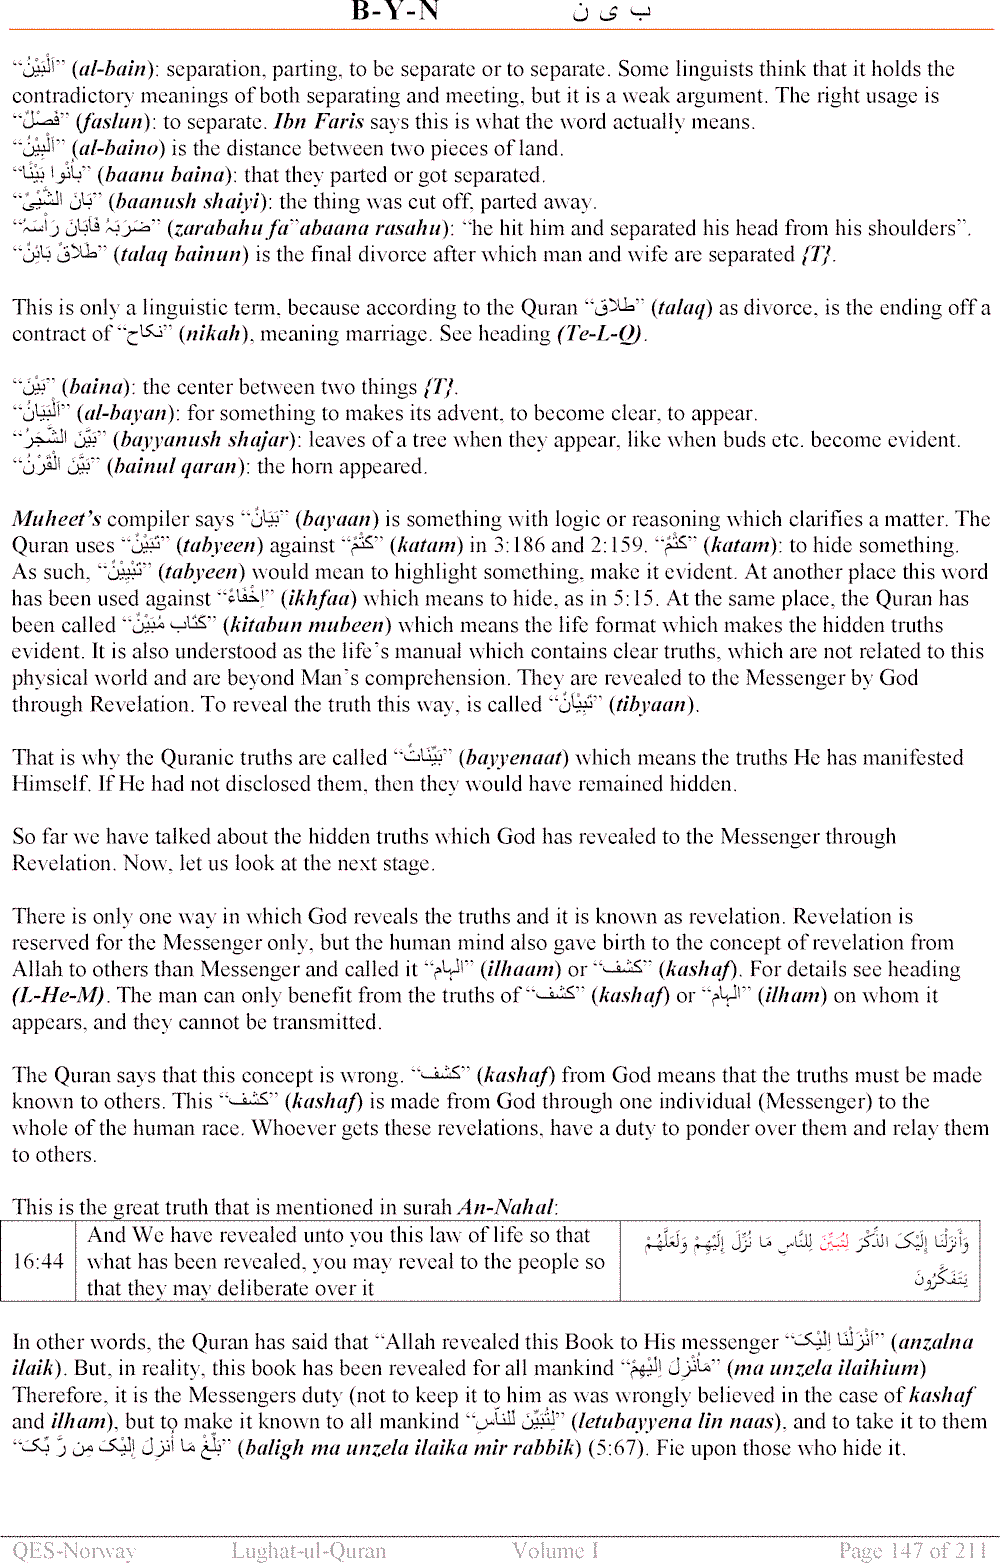 B-Y-N ب ی ن
“اَلْبَیْنُ” (al-bain): separation, parting, to be separate or to separate. Some linguists think that it holds the
contradictory meanings of both separating and meeting, but it is a weak argument. The right usage is
“فَصْلٌ” (faslun): to separate. Ibn Faris says this is what the word actually means.
“اَلْبِیْنُ” (al-baino) is the distance between two pieces of land.
“بَانُوا بَیْنًا” (baanu baina): that they parted or got separated.
“بَانَ الشَّیْیُٔ” (baanush shaiyi): the thing was cut off, parted away.
“ضَرَبَہُ فَاَبَانَ رَأْسَہُ” (zarabahu fa”abaana rasahu): “he hit him and separated his head from his shoulders”.
“طَلَاقٌ بَائِنٌ” (talaq bainun) is the final divorce after which man and wife are separated {T}.
This is only a linguistic term, because according to the Quran “طلاق” (talaq) as divorce, is the ending off a
contract of “نکاح” (nikah), meaning marriage. See heading (Te-L-Q).
“بَیْنَ” (baina): the center between two things {T}.
“اَلْبَیَانُ” (al-bayan): for something to makes its advent, to become clear, to appear.
“بَیَّنَ الشَّجَرُ” (bayyanush shajar): leaves of a tree when they appear, like when buds etc. become evident.
“بَیَّنَ الْقَرْنُ” (bainul qaran): the horn appeared.
Muheet’s compiler says “بَیَانٌ” (bayaan) is something with logic or reasoning which clarifies a matter. The
Quran uses “تَبْیِیْنٌ” (tabyeen) against “کَتْمٌ” (katam) in 3:186 and 2:159. “کَتْمٌ” (katam): to hide something.
As such, “تَبْیِیْنٌ” (tabyeen) would mean to highlight something, make it evident. At another place this word
has been used against “اِخْفَاءٌ” (ikhfaa) which means to hide, as in 5:15. At the same place, the Quran has
been called “کتَاب مُبِیْنٌ” (kitabun mubeen) which means the life format which makes the hidden truths
evident. It is also understood as the life’s manual which contains clear truths, which are not related to this
physical world and are beyond Man’s comprehension. They are revealed to the Messenger by God
through Revelation. To reveal the truth this way, is called “تِبْیَانٌ” (tibyaan).
That is why the Quranic truths are called “بَیِّنَاتٌ” (bayyenaat) which means the truths He has manifested
Himself. If He had not disclosed them, then they would have remained hidden.
So far we have talked about the hidden truths which God has revealed to the Messenger through
Revelation. Now, let us look at the next stage.
There is only one way in which God reveals the truths and it is known as revelation. Revelation is
reserved for the Messenger only, but the human mind also gave birth to the concept of revelation from
Allah to others than Messenger and called it “الہام” (ilhaam) or “کشف” (kashaf). For details see heading
(L-He-M). The man can only benefit from the truths of “کشف” (kashaf) or “الہام” (ilham) on whom it
appears, and they cannot be transmitted.
The Quran says that this concept is wrong. “کشف” (kashaf) from God means that the truths must be made
known to others. This “کشف” (kashaf) is made from God through one individual (Messenger) to the
whole of the human race. Whoever gets these revelations, have a duty to ponder over them and relay them
to others.
This is the great truth that is mentioned in surah An-Nahal:
16:44
And We have revealed unto you this law of life so that
what has been revealed, you may reveal to the people so
that they may deliberate over it
وَأَنزَلْنَا إِلَیْکَ الذِّکْرَ لِتُبَیِّنَ لِلنَّاسِ مَا نُزِّلَ إِلَیْهِمْ وَلَعَلَّهُمْ
یَتَفَکَّرُونَ
In other words, the Quran has said that “Allah revealed this Book to His messenger “اَنْزَلْنَا اِلَیْکَ” (anzalna
ilaik). But, in reality, this book has been revealed for all mankind “مَانُزِلَ اِلَیْہِمْ” (ma unzela ilaihium)
Therefore, it is the Messengers duty (not to keep it to him as was wrongly believed in the case of kashaf
and ilham), but to make it known to all mankind “لِتُبَیِّنَ لِلنَّاسِ” (letubayyena lin naas), and to take it to them
“بَلِّغْ مَا أُنزِلَ إِلَیْکَ مِن رَّ بِّکَ” (baligh ma unzela ilaika mir rabbik) (5:67). Fie upon those who hide it.
QES-Norway Lughat-ul-Quran Volume I Page 147 of 211